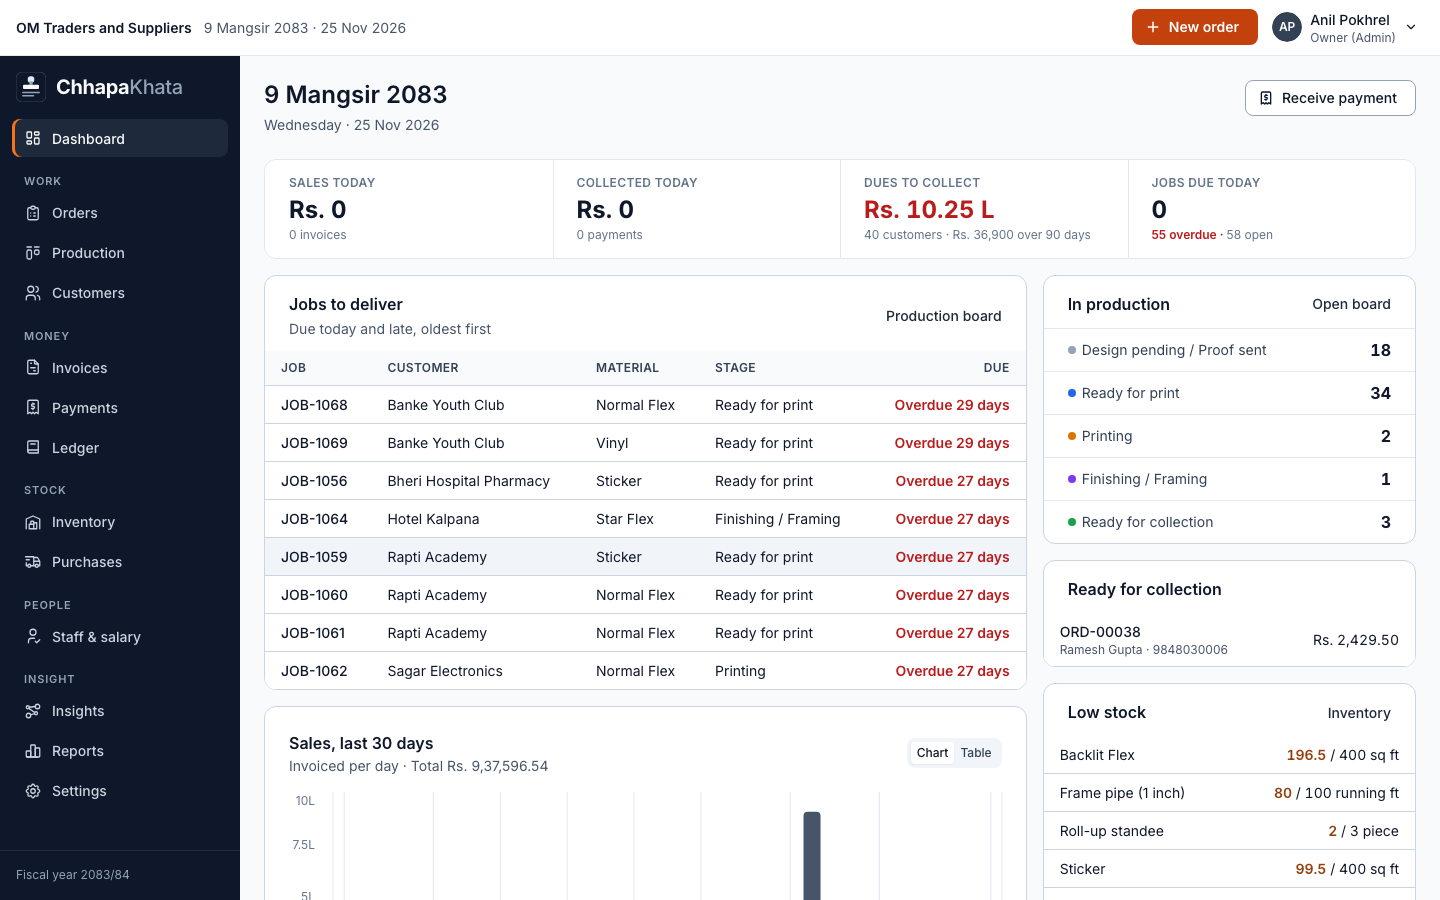 OM Traders and Suppliers 9 Mangsir 2083 · 25 Nov 2026
New order
AP
Anil Pokhrel
Owner (Admin)
ChhapaKhata
Dashboard
WORK
Orders
Production
Customers
MONEY
Invoices
Payments
Ledger
STOCK
Inventory
Purchases
PEOPLE
Staff & salary
INSIGHT
Insights
Reports
Settings
Fiscal year 2083/84
9 Mangsir 2083
Wednesday · 25 Nov 2026
Receive payment
SALES TODAY
Rs. 0
0 invoices
COLLECTED TODAY
Rs. 0
0 payments
DUES TO COLLECT
Rs. 10.25 L
40 customers · Rs. 36,900 over 90 days
JOBS DUE TODAY
0
55 overdue · 58 open
Jobs to deliver
Due today and late, oldest first
Production board
JOB CUSTOMER MATERIAL STAGE DUE
JOB-1068 Banke Youth Club Normal Flex Ready for print Overdue 29 days
JOB-1069 Banke Youth Club Vinyl Ready for print Overdue 29 days
JOB-1056 Bheri Hospital Pharmacy Sticker Ready for print Overdue 27 days
JOB-1064 Hotel Kalpana Star Flex Finishing / Framing Overdue 27 days
JOB-1059 Rapti Academy Sticker Ready for print Overdue 27 days
JOB-1060 Rapti Academy Normal Flex Ready for print Overdue 27 days
JOB-1061 Rapti Academy Normal Flex Ready for print Overdue 27 days
JOB-1062 Sagar Electronics Normal Flex Printing Overdue 27 days
Sales, last 30 days
Invoiced per day · Total Rs. 9,37,596.54
Chart Table
10L
7.5L
5L
In production Open board
Design pending / Proof sent 18
Ready for print 34
Printing 2
Finishing / Framing 1
Ready for collection 3
Ready for collection
ORD-00038
Ramesh Gupta · 9848030006
Rs. 2,429.50
Low stock Inventory
Backlit Flex 196.5 / 400 sq ft
Frame pipe (1 inch) 80 / 100 running ft
Roll-up standee 2 / 3 piece
Sticker 99.5 / 400 sq ft